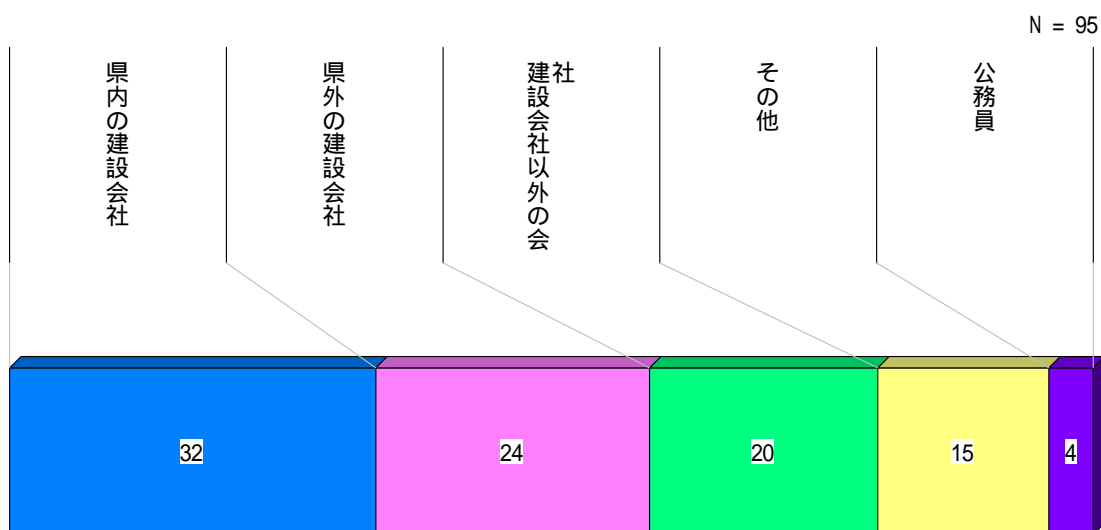 N = 95
県内の建設会社
県外の建設会社
建設会社以外の会
社
その他
公務員
32
24
20
15
4